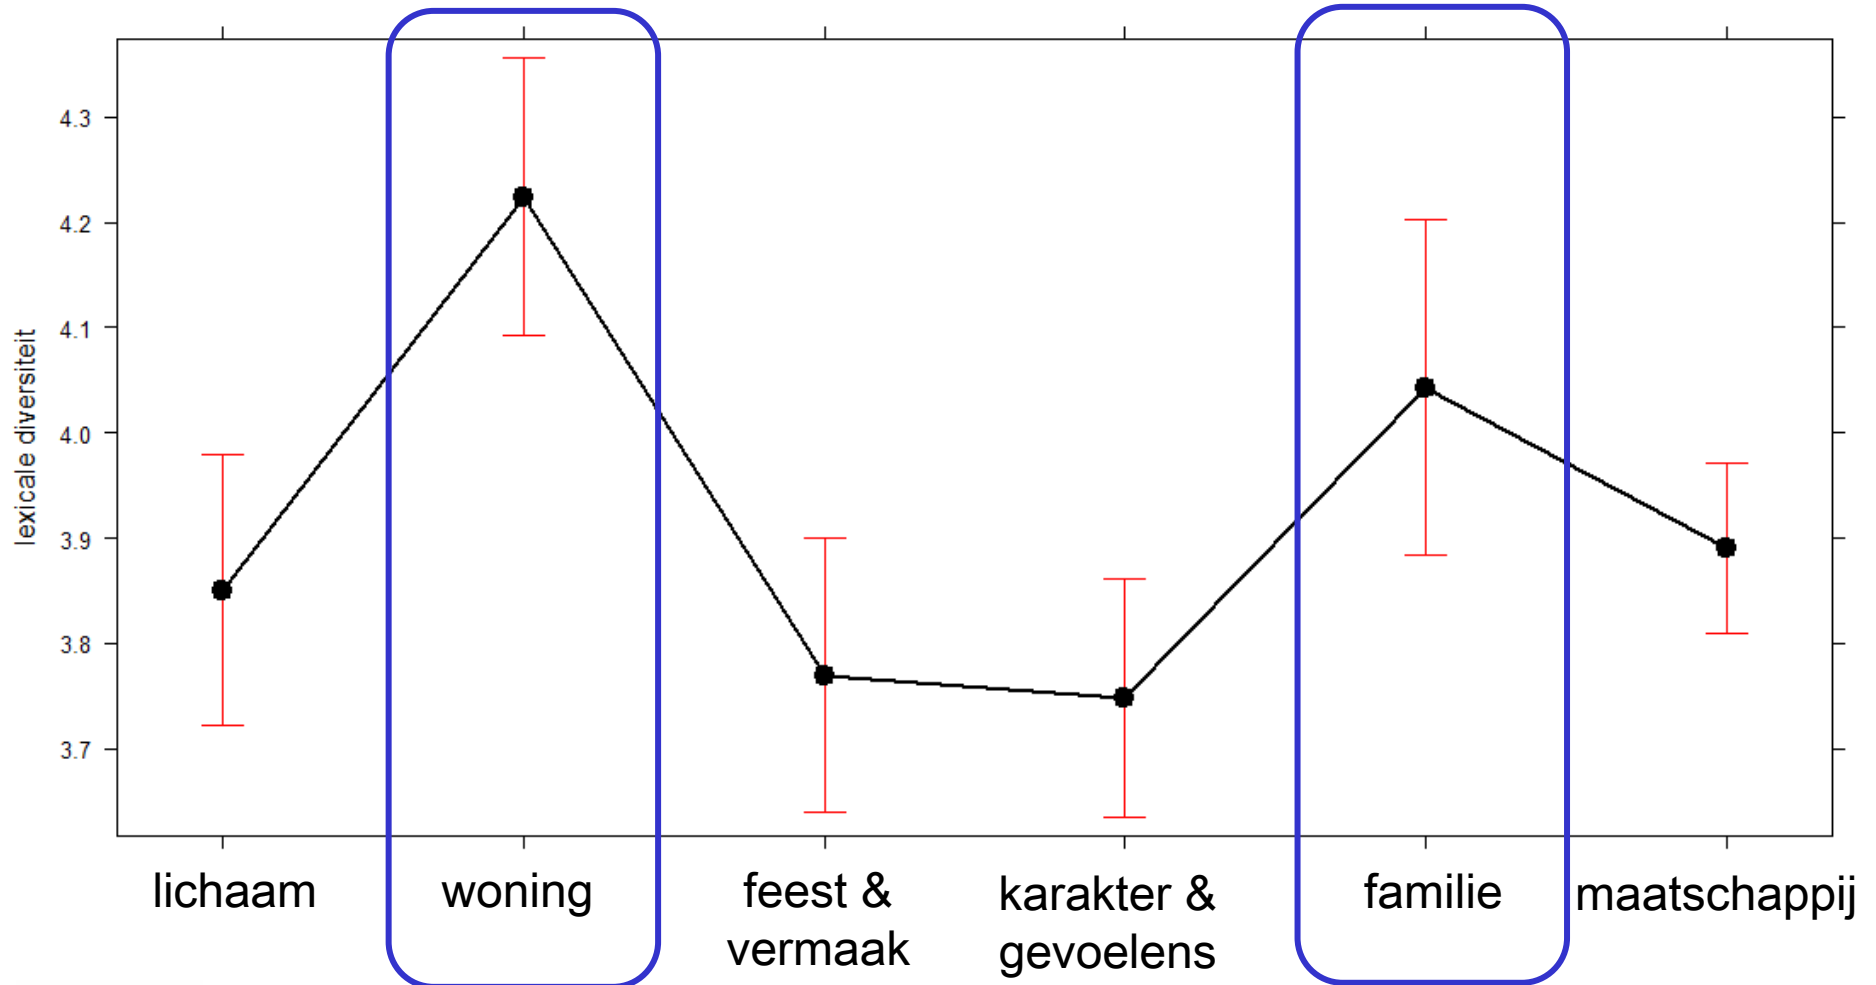 lexicale diversiteit
4.3
4.2
4.1
4.0
3.9
3.8
3.7
lichaam
woning
feest &
vermaak
karakter &
gevoelens
familie
maatschappij